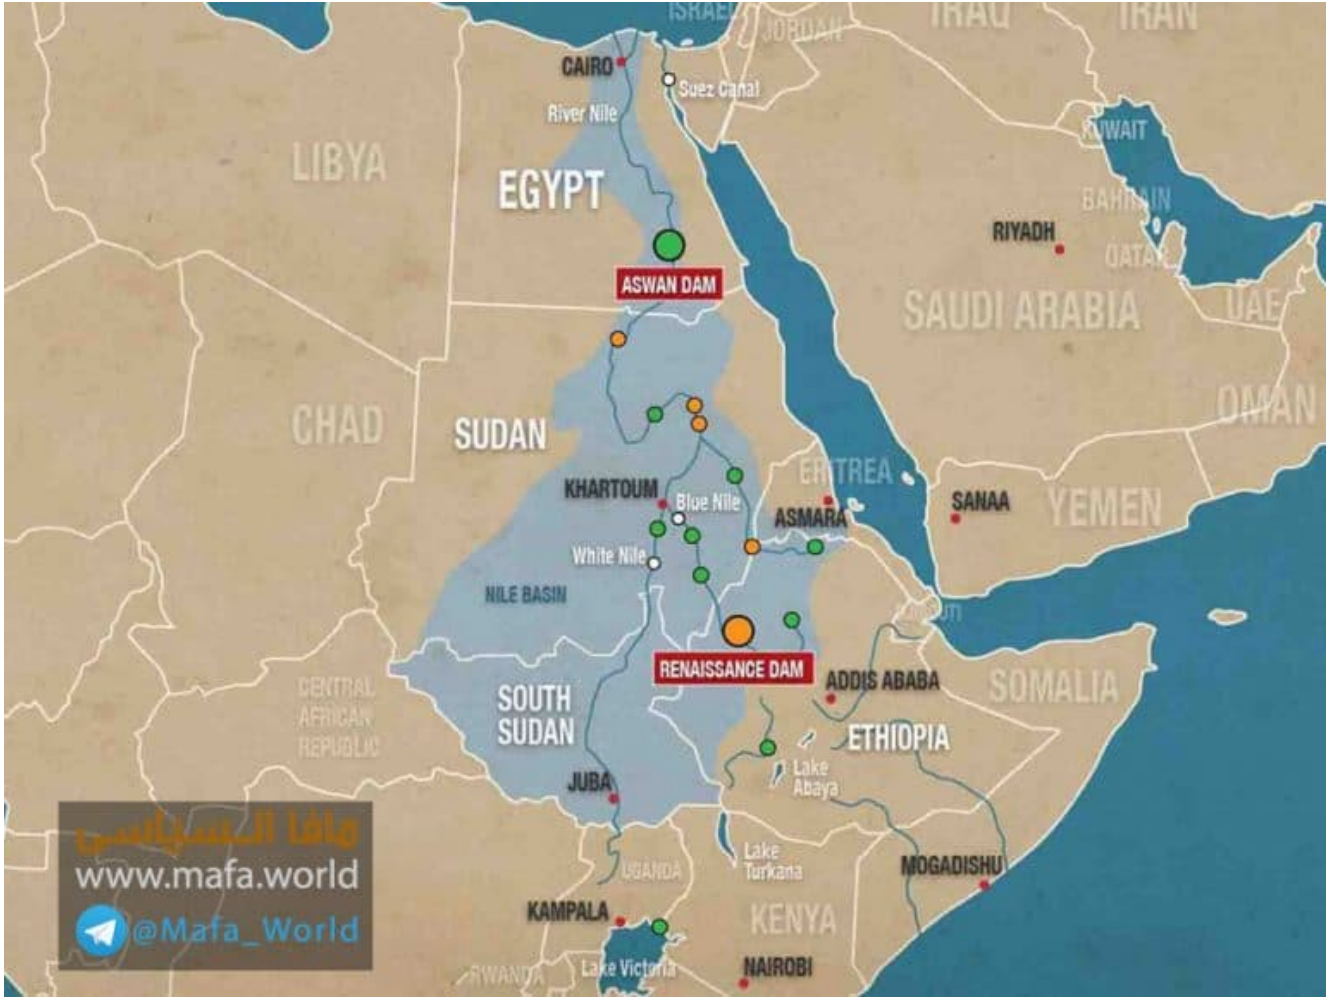 ISRAEL
IRAQ
IRAN
JORDAN
CAIRO
Suez Canal
River Nile
KUWAIT
LIBYA
EGYPT
BAHRAIN
RIYADH
QATAR
ASWAN DAM
SAUDI ARABIA
UAE
OMAN
CHAD
SUDAN
ERITREA
KHARTOUM
Blue Nile
SANAA
YEMEN
ASMARA
White Nile
NILE BASIN
RENAISSANCE DAM
ADDIS ABABA
SOMALIA
CENTRAL
AFRICAN
REPUBLIC
SOUTH
SUDAN
ETHIOPIA
Lake
Abaya
JUBA
Lake
Turkana
UGANDA
MOGADISHU
KAMPALA
KENYA
Lake Victoria
RWANDA
NAIROBI
مافا السیاسي
www.mafa.world
@Mafa_World